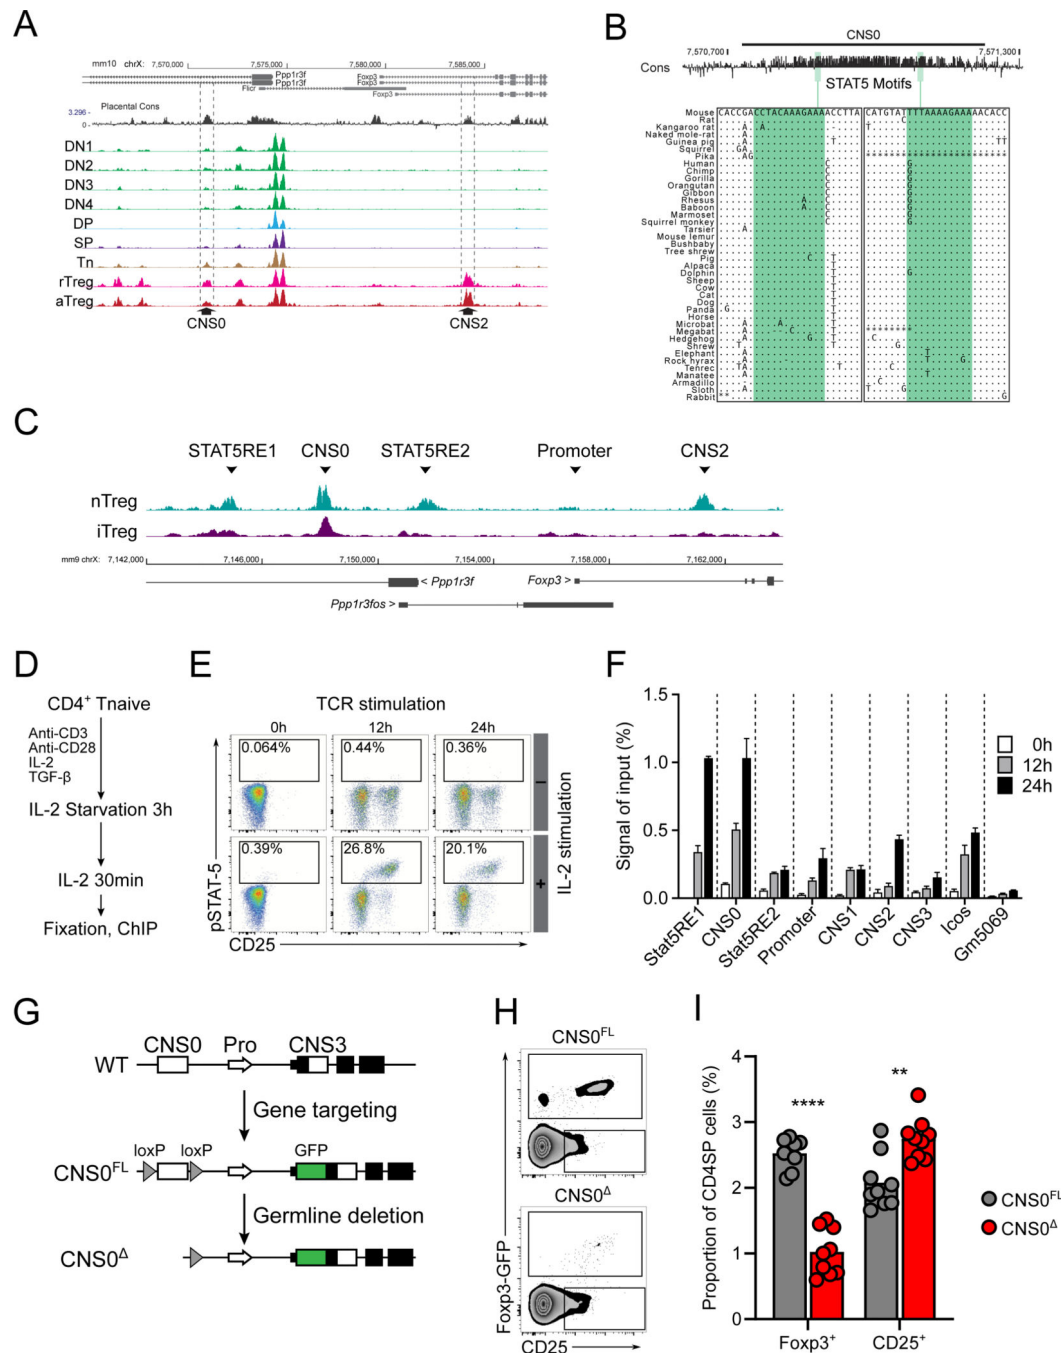 A
mm10 chrX: 7,570,000 7,575,000 7,580,000 7,585,000
Ppp1r3f
Ppp1r3f
Flicr
Foxp3
Foxp3
Foxp3
Placental Cons
3.296
0
DN1
DN2
DN3
DN4
DP
SP
Tn
rTreg
aTreg
CNS0 CNS2
B
CNS0
7,570,700 7,571,300
Cons
STAT5 Motifs
Mouse CACCGACCTACAAAGAAAACCTTA CATGTATTTTAAAAGAAAAACACC
Rat
Kangaroo rat
Naked mole-rat
Guinea pig
Squirrel
Pika
Human
Chimp
Gorilla
Orangutan
Gibbon
Rhesus
Baboon
Marmoset
Squirrel monkey
Tarsier
Mouse lemur
Bushbaby
Tree shrew
Pig
Alpaca
Dolphin
Sheep
Cow
Cat
Dog
Panda
Horse
Microbat
Megabat
Hedgehog
Shrew
Elephant
Rock hyrax
Tenrec
Manatee
Armadillo
Sloth
Rabbit
C
STAT5RE1 CNS0 STAT5RE2 Promoter CNS2
nTreg
iTreg
mm9 chrX: 7,142,000 7,146,000 7,150,000 7,154,000 7,158,000 7,162,000
< Ppp1r3f Foxp3 >
Ppp1r3fos >
D
CD4+ Tnaive
Anti-CD3
Anti-CD28
IL-2
TGF-β
IL-2 Starvation 3h
IL-2 30min
Fixation, ChIP
E
TCR stimulation
0h 12h 24h
0.064% 0.44% 0.36%
−
0.39% 26.8% 20.1%
+
IL-2 stimulation
pSTAT-5
CD25
F
Signal of input (%)
1.5
1.0
0.5
0.0
0h
12h
24h
Stat5RE1 CNS0 Stat5RE2 Promoter CNS1 CNS2 CNS3 Icos Gm5069
G
CNS0 Pro CNS3
WT
Gene targeting
loxP loxP GFP
CNS0FL
Germline deletion
CNS0Δ
H
CNS0FL
CNS0Δ
Foxp3-GFP
CD25
I
Proportion of CD4SP cells (%)
4
3
2
1
0
**** **
CNS0FL
CNS0Δ
Foxp3+ CD25+